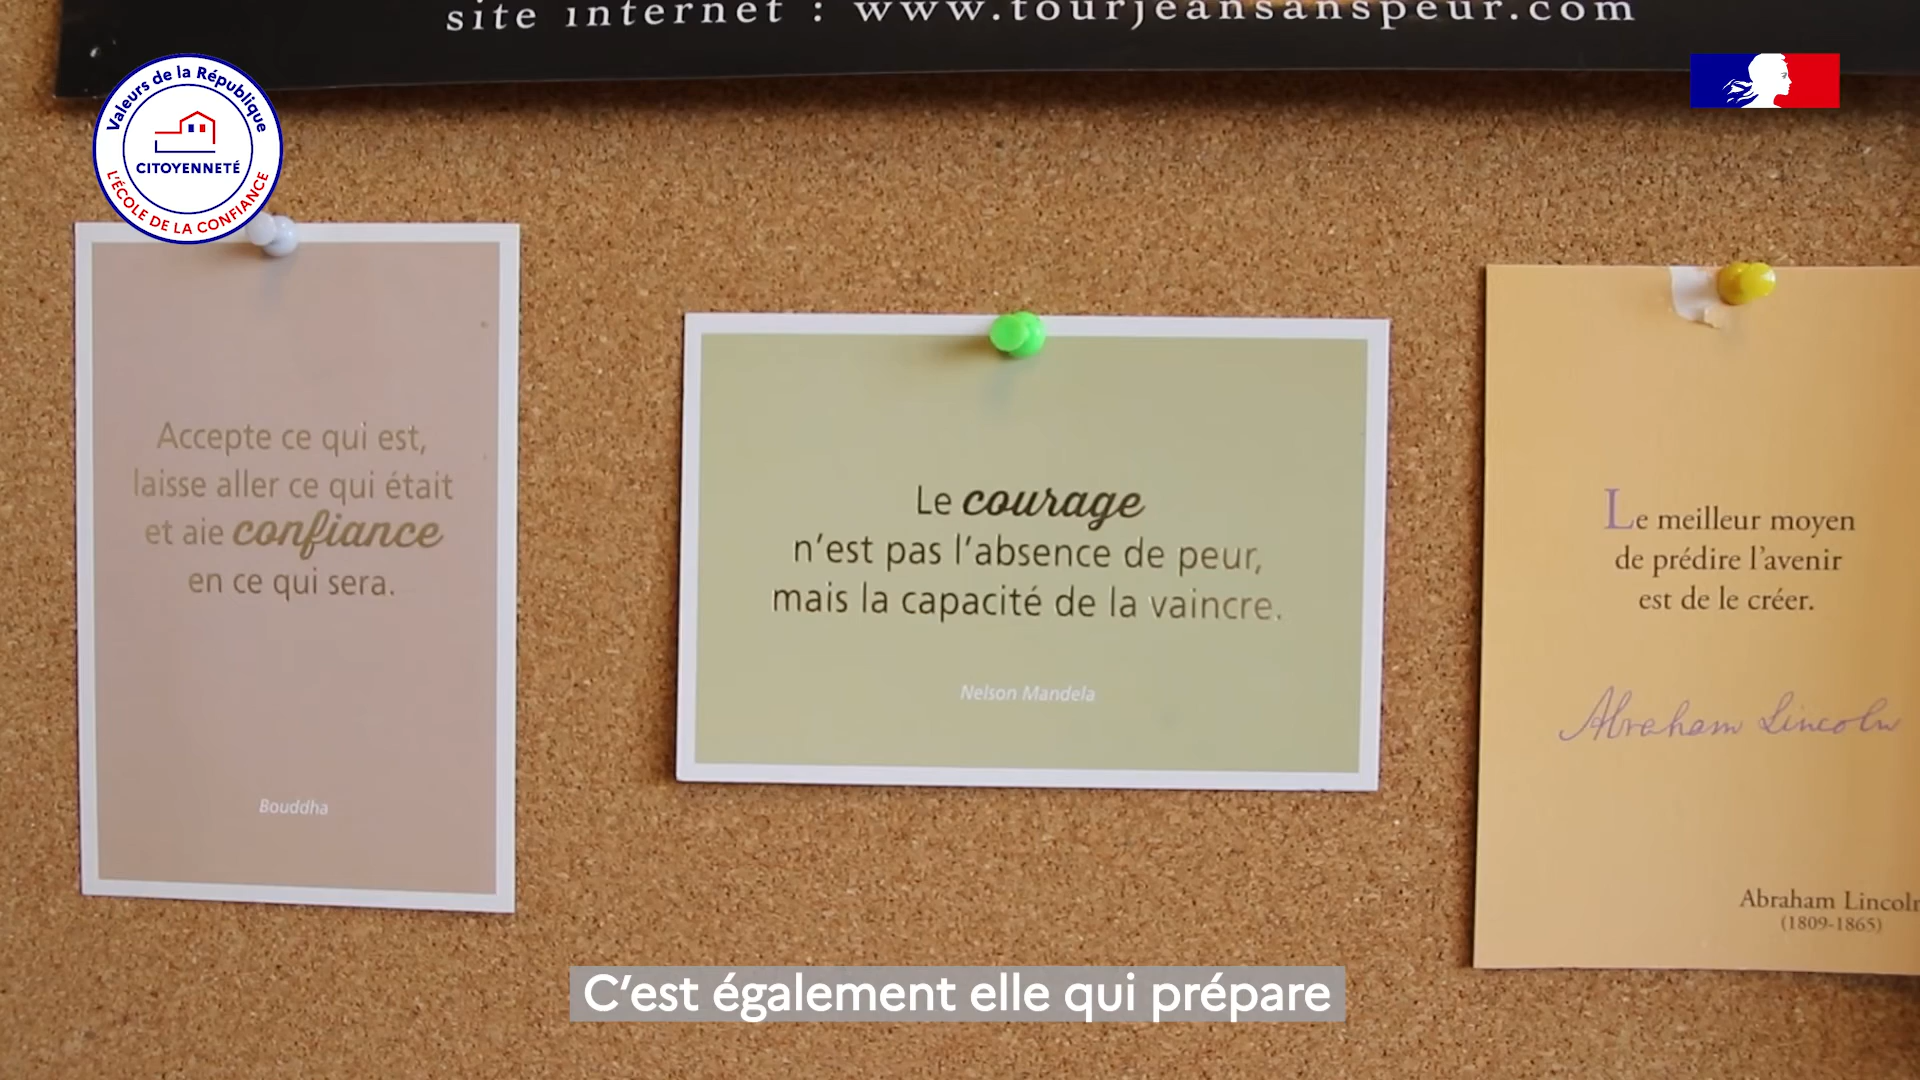 site internet : www.tourjeansanspeur.com
Valeurs de la République
CITOYENNETÉ
L'ÉCOLE DE LA CONFIANCE
Accepte ce qui est,
laisse aller ce qui était
et aie confiance
en ce qui sera.
Bouddha
Le courage
n'est pas l'absence de peur,
mais la capacité de la vaincre.
Nelson Mandela
Le meilleur moyen
de prédire l'avenir
est de le créer.
Abraham Lincoln
Abraham Lincoln
(1809-1865)
C'est également elle qui prépare